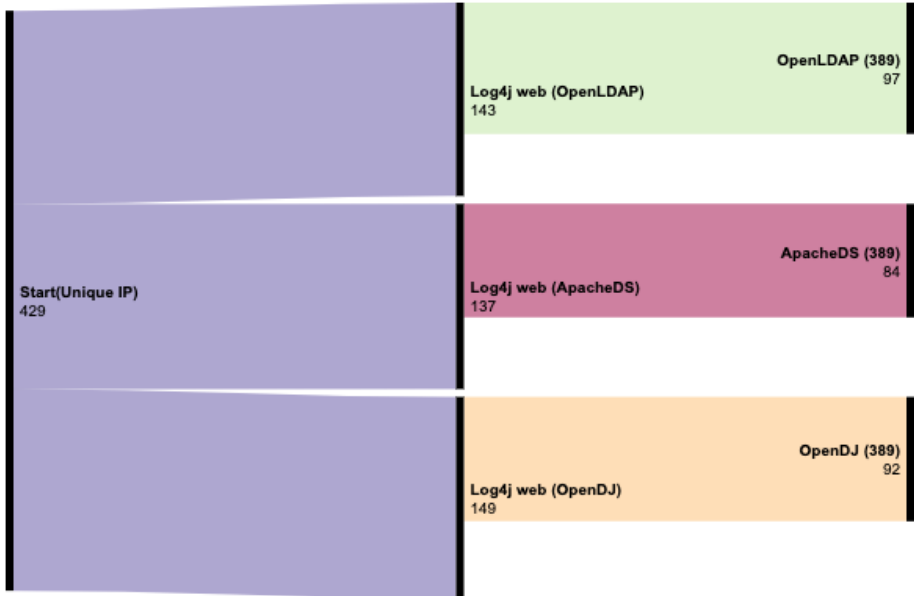 Start(Unique IP)
429
Log4j web (OpenLDAP)
143
OpenLDAP (389)
97
Log4j web (ApacheDS)
137
ApacheDS (389)
84
Log4j web (OpenDJ)
149
OpenDJ (389)
92